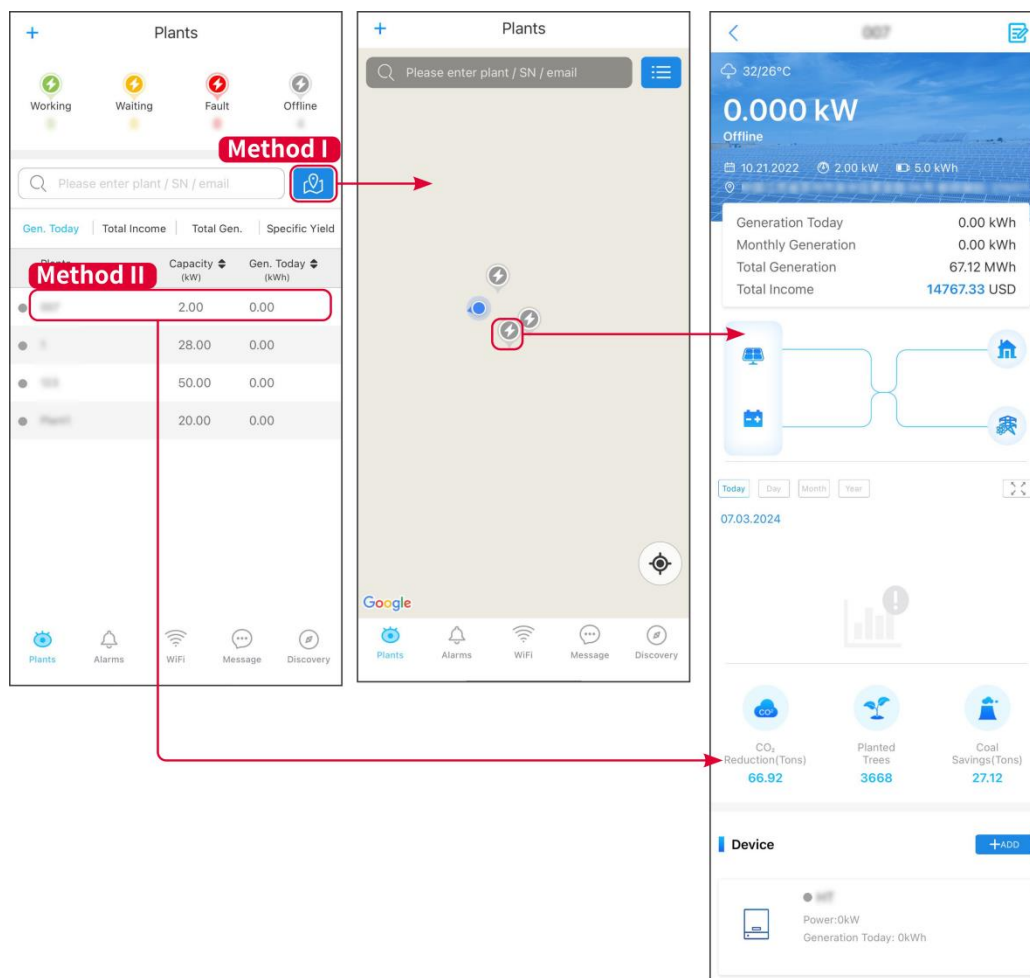 Plants
Working
Waiting
Fault
Offline
Method I
Please enter plant / SN / email
Gen. Today
Total Income
Total Gen.
Specific Yield
Method II
Capacity
(kW)
Gen. Today
(kWh)
2.00 0.00
28.00 0.00
50.00 0.00
20.00 0.00
Plants
Alarms
WiFi
Message
Discovery
Plants
Please enter plant / SN / email
Google
Plants
Alarms
WiFi
Message
Discovery
007
32/26°C
0.000 kW
Offline
10.21.2022 2.00 kW 5.0 kWh
Generation Today 0.00 kWh
Monthly Generation 0.00 kWh
Total Generation 67.12 MWh
Total Income 14767.33 USD
Today
Day
Month
Year
07.03.2024
CO₂
Reduction(Tons)
66.92
Planted
Trees
3668
Coal
Savings(Tons)
27.12
Device
+ADD
Power:0kW
Generation Today: 0kWh